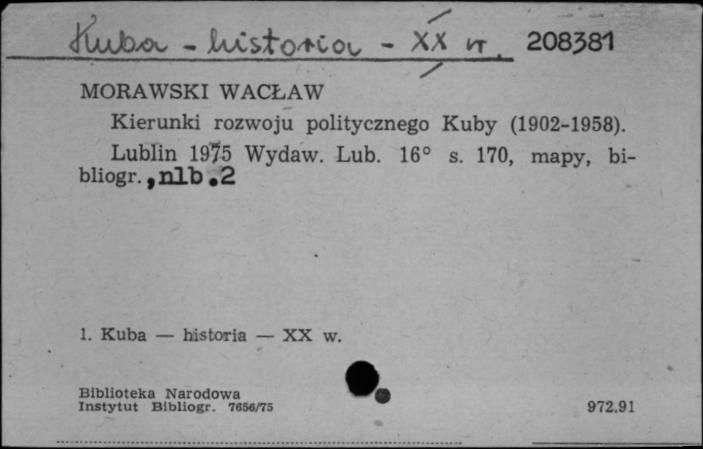 Kuba - historia - XX w. 208381
MORAWSKI WACŁAW
Kierunki rozwoju politycznego Kuby (1902-1958).
Lublin 1975 Wydaw. Lub. 16° s. 170, mapy, bi-
bliogr. ,nlb.2
1. Kuba — historia — XX w.
Biblioteka Narodowa
Instytut Bibliogr. 7656/75
972.91